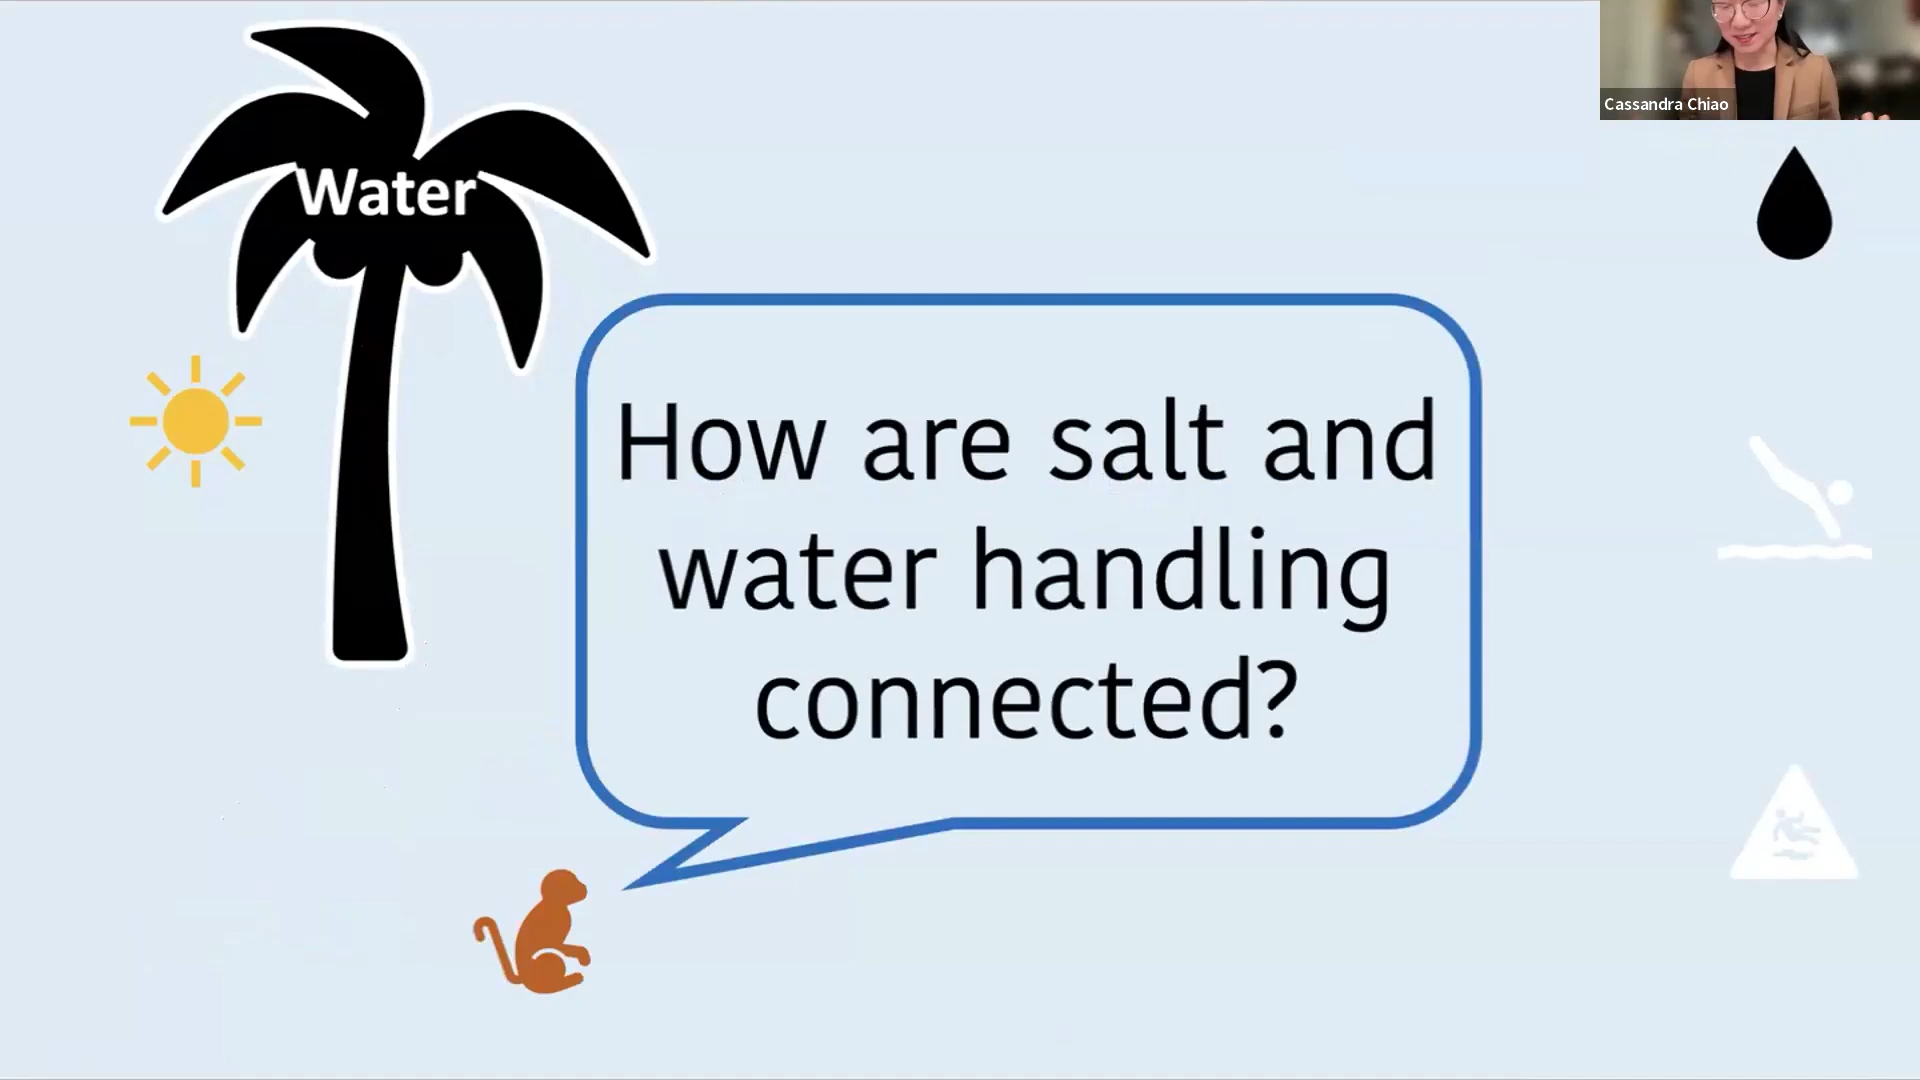 Cassandra Chiao
Water
How are salt and
water handling
connected?